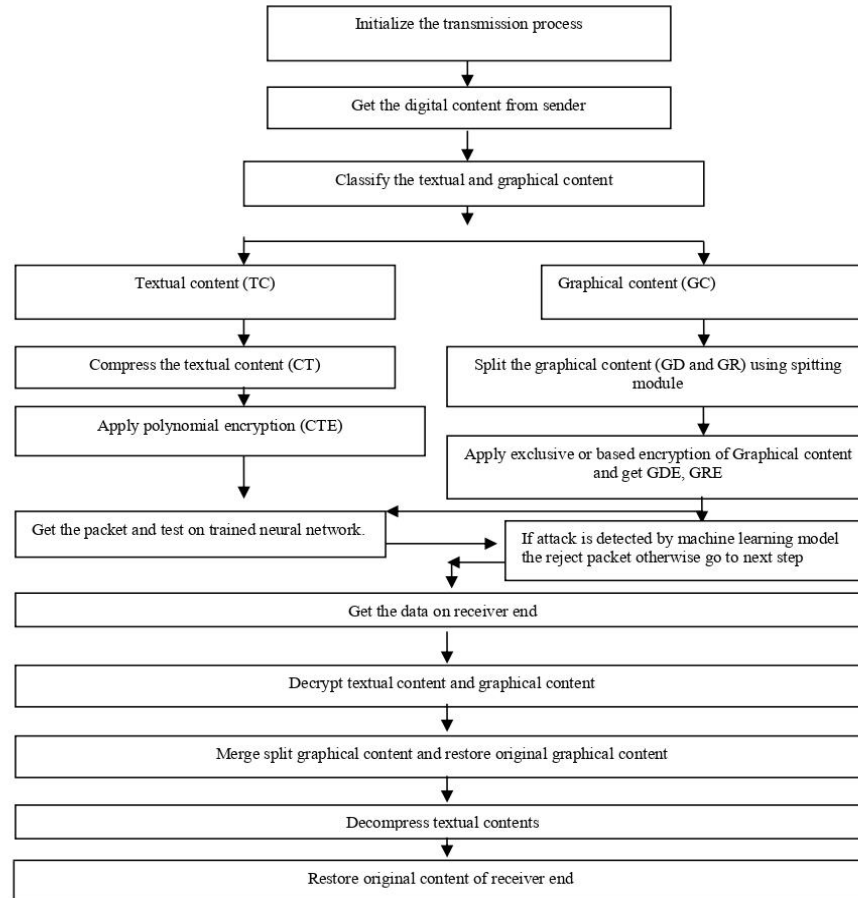 Initialize the transmission process
Get the digital content from sender
Classify the textual and graphical content
Textual content (TC)
Graphical content (GC)
Compress the textual content (CT)
Split the graphical content (GD and GR) using spitting
module
Apply polynomial encryption (CTE)
Apply exclusive or based encryption of Graphical content
and get GDE, GRE
Get the packet and test on trained neural network.
If attack is detected by machine learning model
the reject packet otherwise go to next step
Get the data on receiver end
Decrypt textual content and graphical content
Merge split graphical content and restore original graphical content
Decompress textual contents
Restore original content of receiver end